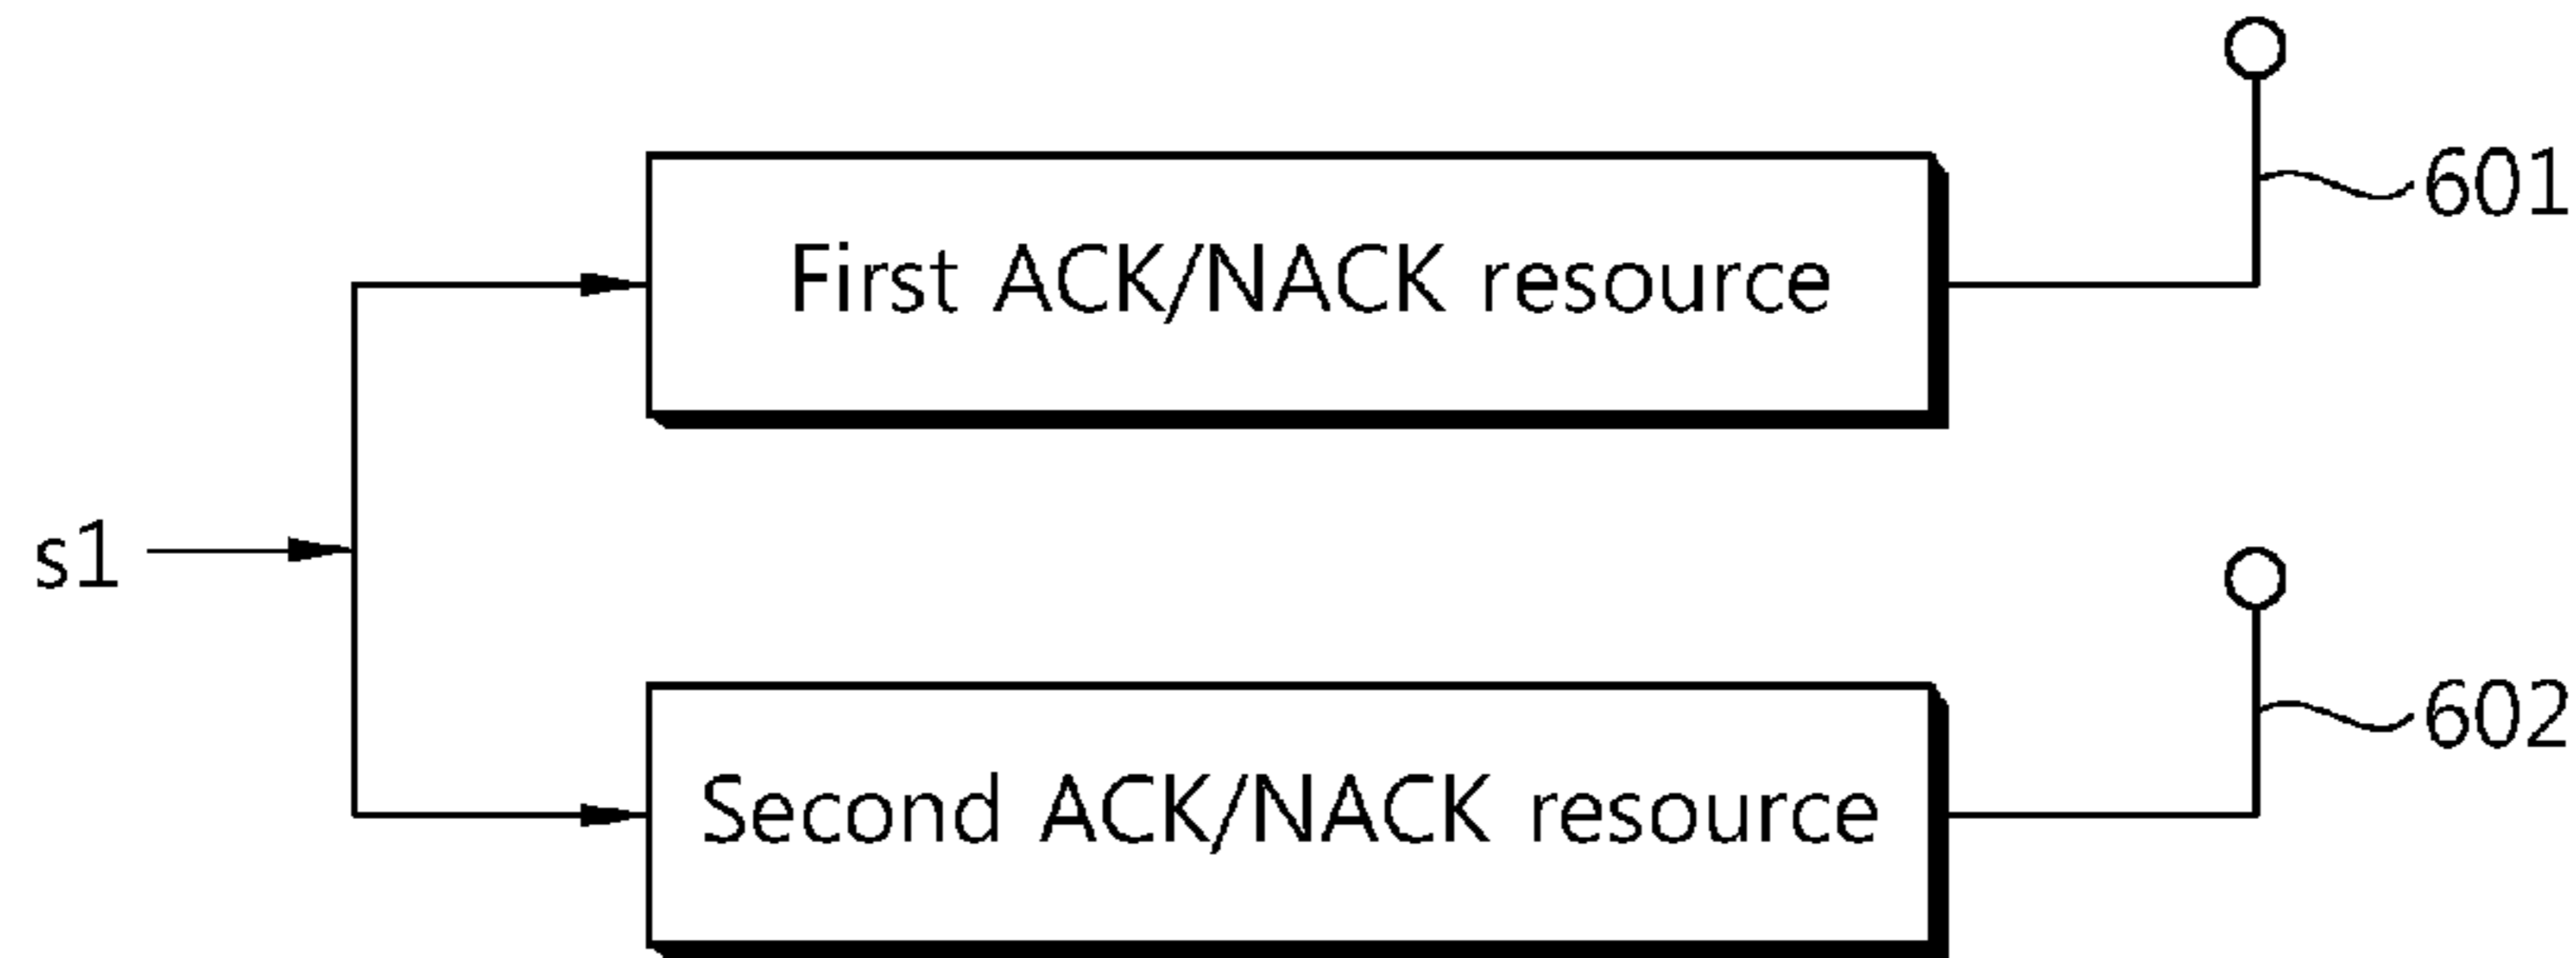 601
First ACK/NACK resource
s1
602
Second ACK/NACK resource